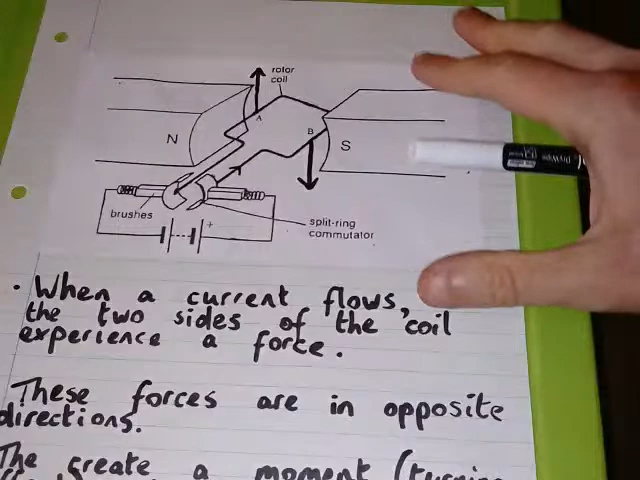 rotor
coil
A
N
B
S
brushes
+
split-ring
commutator
• When a current flows,
the two sides of the coil
experience a force.
These forces are in opposite
directions.
The create a moment (turning